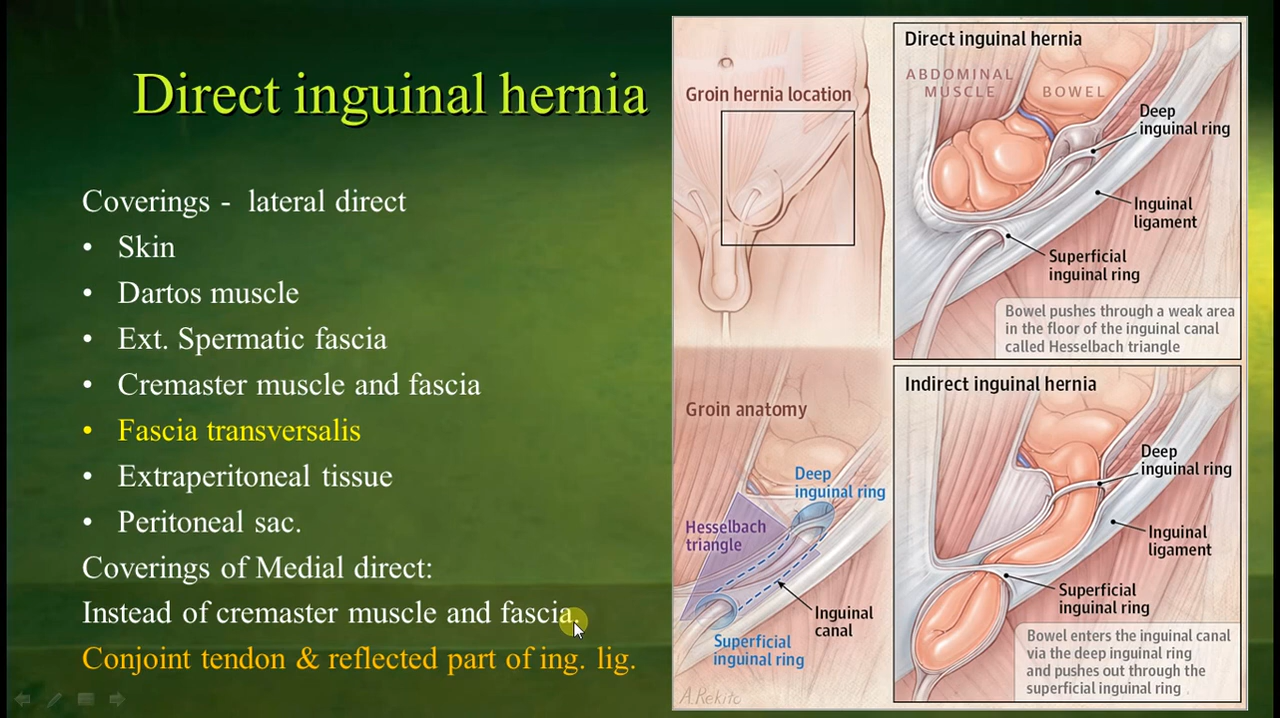 Direct inguinal hernia
Coverings - lateral direct
• Skin
• Dartos muscle
• Ext. Spermatic fascia
• Cremaster muscle and fascia
• Fascia transversalis
• Extraperitoneal tissue
• Peritoneal sac.
Coverings of Medial direct:
Instead of cremaster muscle and fascia.
Conjoint tendon & reflected part of ing. lig.
Groin hernia location
Direct inguinal hernia
ABDOMINAL
MUSCLE
BOWEL
Deep
inguinal ring
Inguinal
ligament
Superficial
inguinal ring
Bowel pushes through a weak area
in the floor of the inguinal canal
called Hesselbach triangle
Groin anatomy
Deep
inguinal ring
Hesselbach
triangle
Inguinal
canal
Superficial
inguinal ring
A.Rekito
Indirect inguinal hernia
Deep
inguinal ring
Inguinal
ligament
Superficial
inguinal ring
Bowel enters the inguinal canal
via the deep inguinal ring
and pushes out through the
superficial inguinal ring .